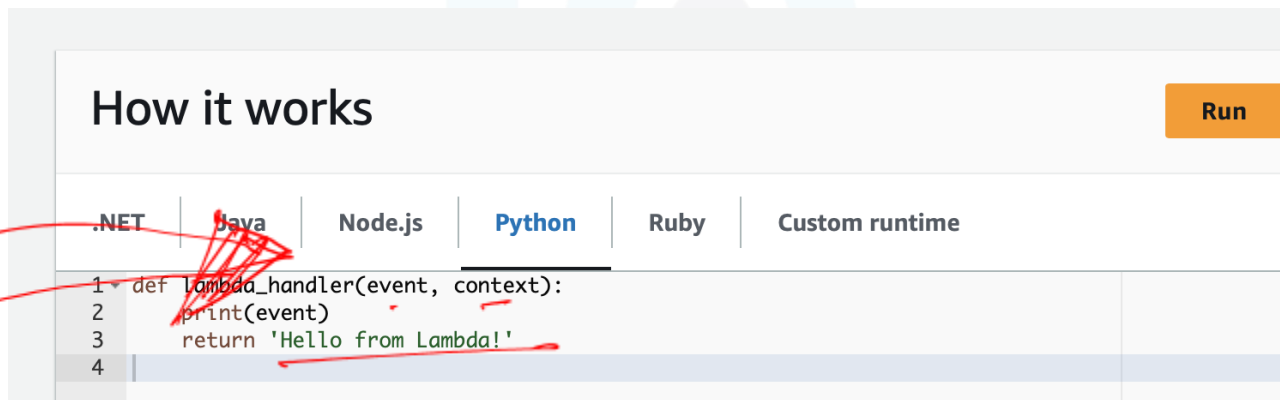 How it works
Run
.NET
Java
Node.js
Python
Ruby
Custom runtime
1 def lambda_handler(event, context):
2     print(event)
3     return 'Hello from Lambda!'
4